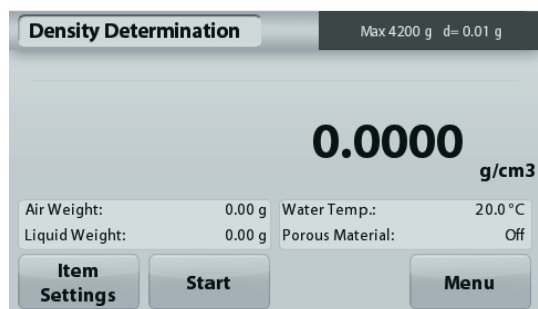 Density Determination
Max 4200 g d= 0.01 g
0.0000
g/cm3
Air Weight: 0.00 g
Liquid Weight: 0.00 g
Water Temp.: 20.0 °C
Porous Material: Off
Item
Settings
Start
Menu